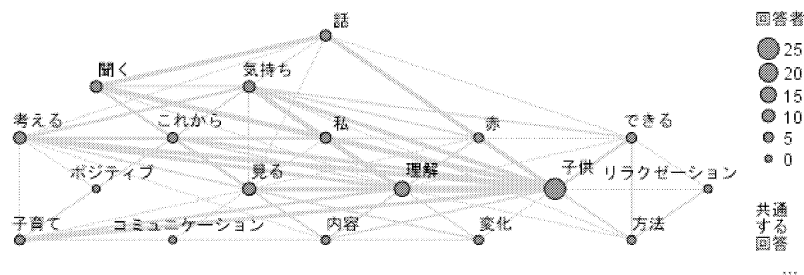 話
回答者
聞く 気持ち
25
20
15
考える これから 私 赤 できる
10
5
ポジティブ 見る 理解 子供 リラクゼーション
0
子育て コミュニケーション 内容 変化 方法
共通
する
回答
...